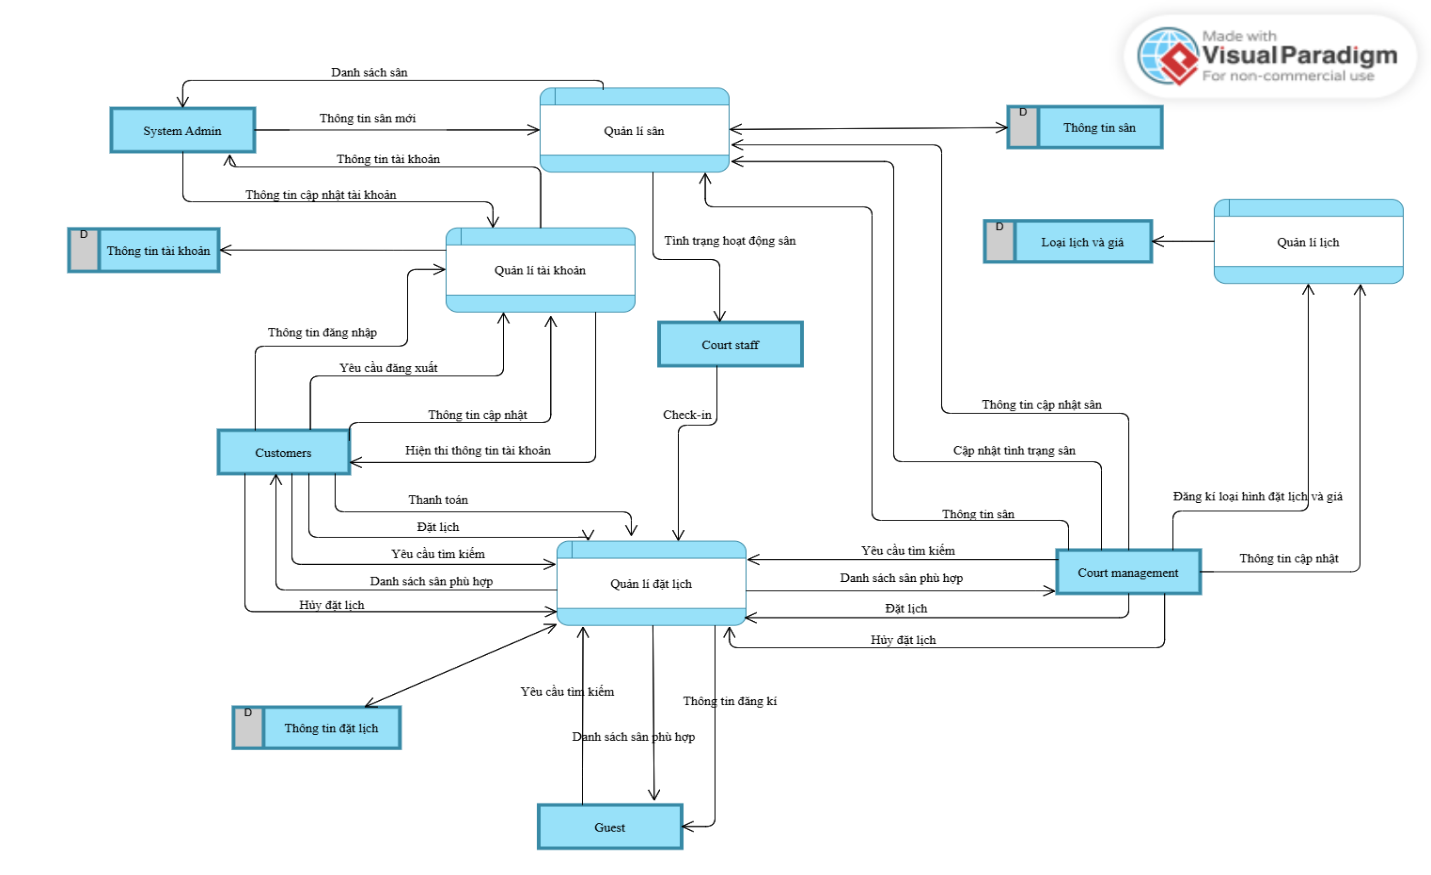 Made with
Visual Paradigm
For non-commercial use
Danh sách sân
System Admin
Thông tin sân mới
Quản lí sân
D
Thông tin sân
Thông tin tài khoản
Thông tin cập nhật tài khoản
D
Thông tin tài khoản
Quản lí tài khoản
Tình trạng hoạt động sân
D
Loại lịch và giá
Quản lí lịch
Thông tin đăng nhập
Court staff
Yêu cầu đăng xuất
Thông tin cập nhật
Check-in
Thông tin cập nhật sân
Customers
Hiện thi thông tin tài khoản
Cập nhật tình trạng sân
Thanh toán
Đăng kí loại hình đặt lịch và giá
Đặt lịch
Thông tin sân
Yêu cầu tìm kiếm
Yêu cầu tìm kiếm
Thông tin cập nhật
Danh sách sân phù hợp
Quản lí đặt lịch
Danh sách sân phù hợp
Court management
Hủy đặt lịch
Đặt lịch
Hủy đặt lịch
Yêu cầu tìm kiếm
Thông tin đăng kí
D
Thông tin đặt lịch
Danh sách sân phù hợp
Guest